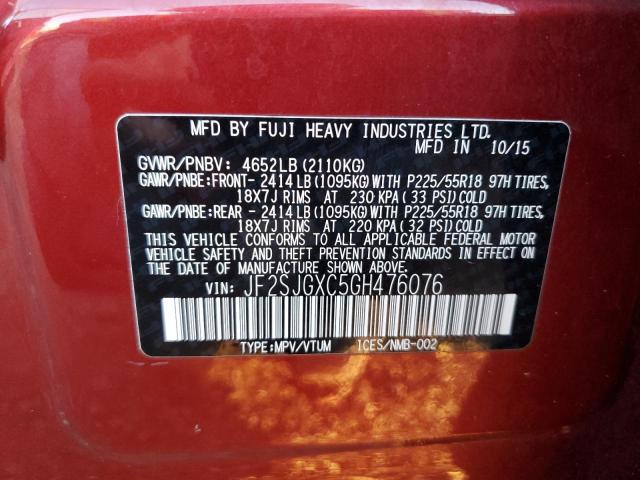 MFD BY FUJI HEAVY INDUSTRIES LTD.
MFD IN 10/15
GVWR/PNBV: 4652LB(2110KG)
GAWR/PNBE:FRONT- 2414LB(1095KG)WITH P225/55R18 97H TIRES,
18X7J RIMS AT 230 KPA(33 PSI)COLD
GAWR/PNBE:REAR - 2414LB(1095KG)WITH P225/55R18 97H TIRES,
18X7J RIMS AT 220 KPA(32 PSI)COLD
THIS VEHICLE CONFORMS TO ALL APPLICABLE FEDERAL MOTOR
VEHICLE SAFETY AND THEFT PREVENTION STANDARDS IN EFFECT ON
THE DATE OF MANUFACTURE SHOWN ABOVE.
VIN: JF2SJGXC5GH476076
TYPE:MPV/VTUM ICES/NMB-002